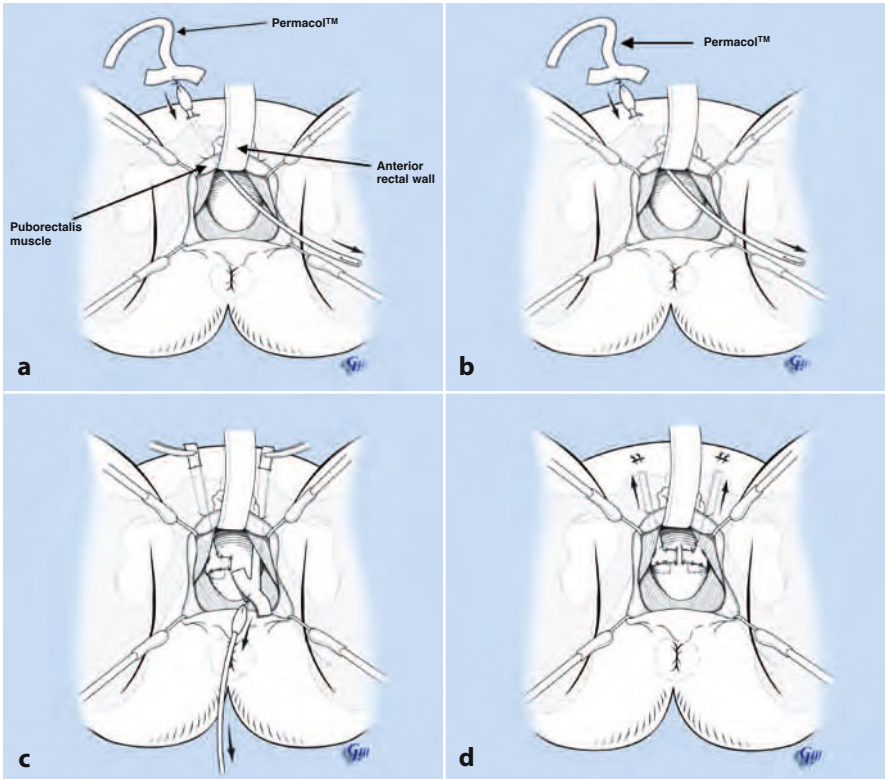 Permacol™
Anterior
rectal wall
Puborectalis
muscle
a
Permacol™
b
c
d